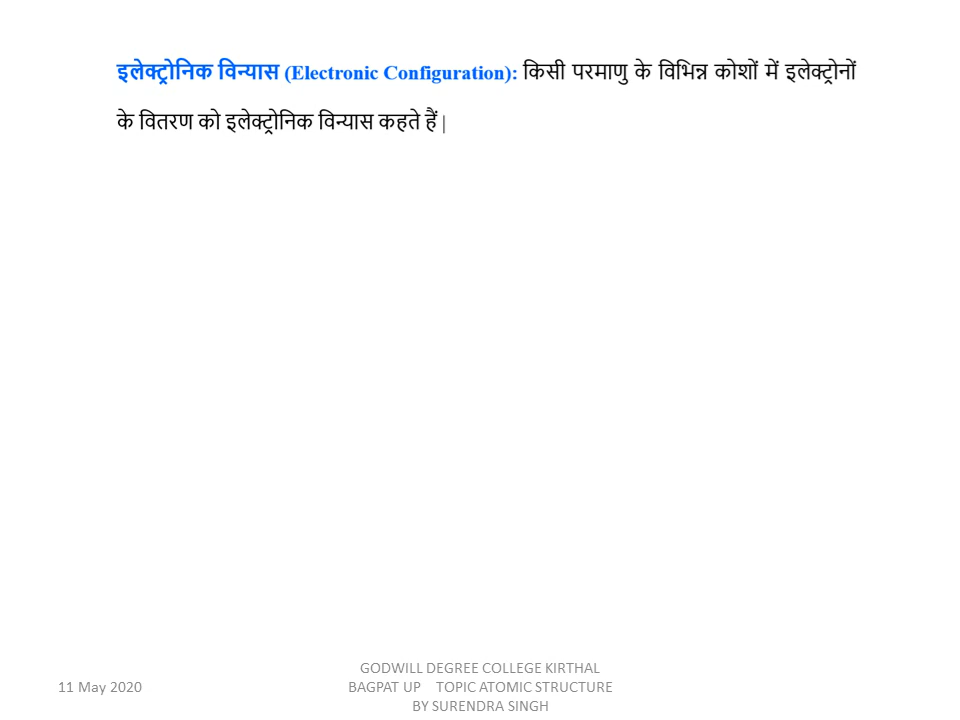 इलेक्ट्रोनिक विन्यास (Electronic Configuration): किसी परमाणु के विभिन्न कोशों में इलेक्ट्रोनों
के वितरण को इलेक्ट्रोनिक विन्यास कहते हैं |
11 May 2020
GODWILL DEGREE COLLEGE KIRTHAL
BAGPAT UP TOPIC ATOMIC STRUCTURE
BY SURENDRA SINGH